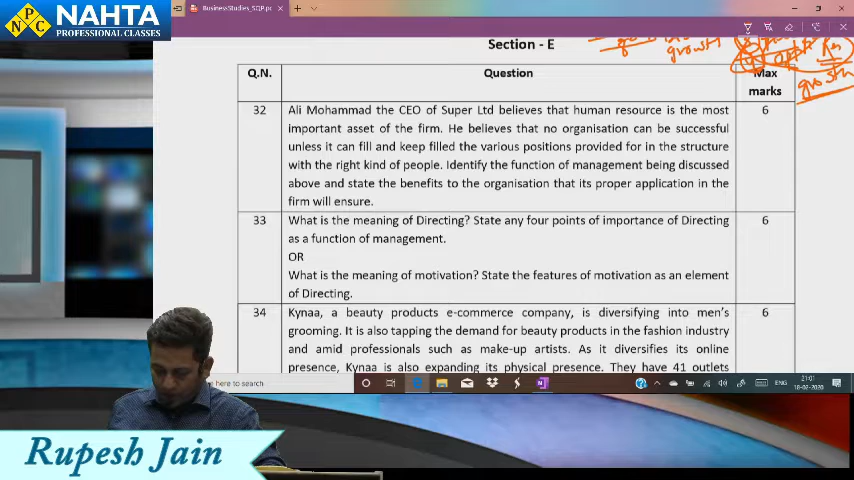 NPC
NAHTA
PROFESSIONAL CLASSES
BusinessStudies_SQP.pc
growth
growth
Section - E
Q.N.
Question
Max
marks
32
Ali Mohammad the CEO of Super Ltd believes that human resource is the most
important asset of the firm. He believes that no organisation can be successful
unless it can fill and keep filled the various positions provided for in the structure
with the right kind of people. Identify the function of management being discussed
above and state the benefits to the organisation that its proper application in the
firm will ensure.
6
33
What is the meaning of Directing? State any four points of importance of Directing
as a function of management.
OR
What is the meaning of motivation? State the features of motivation as an element
of Directing.
6
34
Kynaa, a beauty products e-commerce company, is diversifying into men's
grooming. It is also tapping the demand for beauty products in the fashion industry
and amid professionals such as make-up artists. As it diversifies its online
presence, Kynaa is also expanding its physical presence. They have 41 outlets
6
here to search
ENG
21:01
18-02-2020
Rupesh Jain